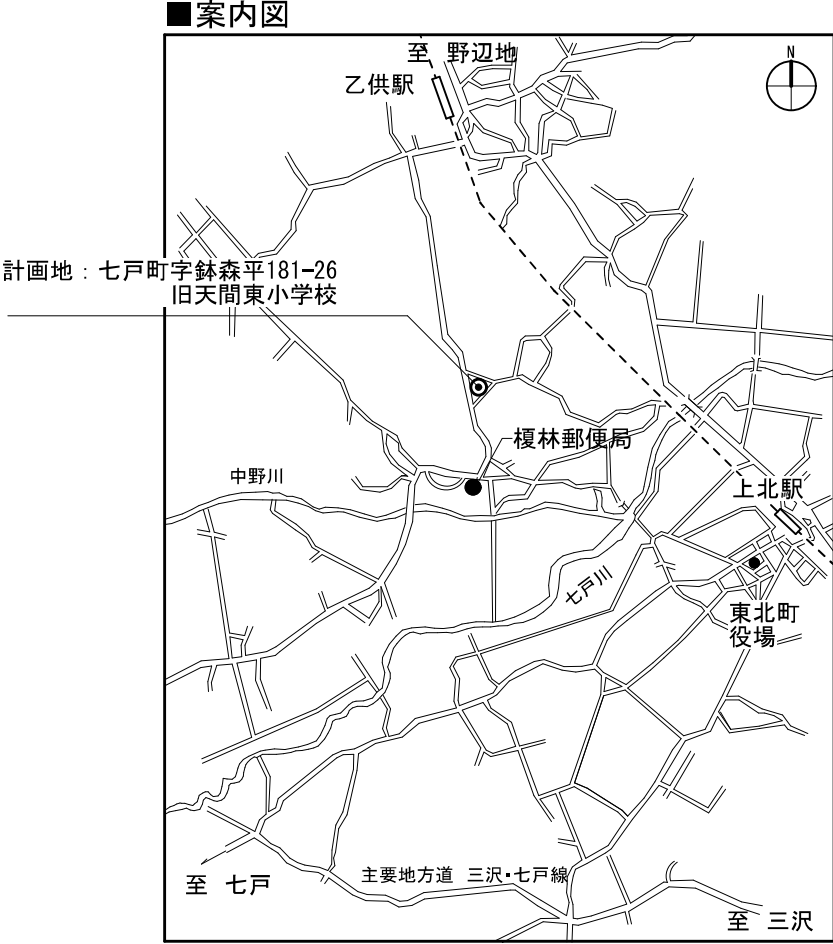 ■案内図
至 野辺地
N
乙供駅
計画地：七戸町字鉢森平181-26
旧天間東小学校
榎林郵便局
中野川
上北駅
七戸川
東北町
役場
主要地方道 三沢・七戸線
至 七戸
至 三沢